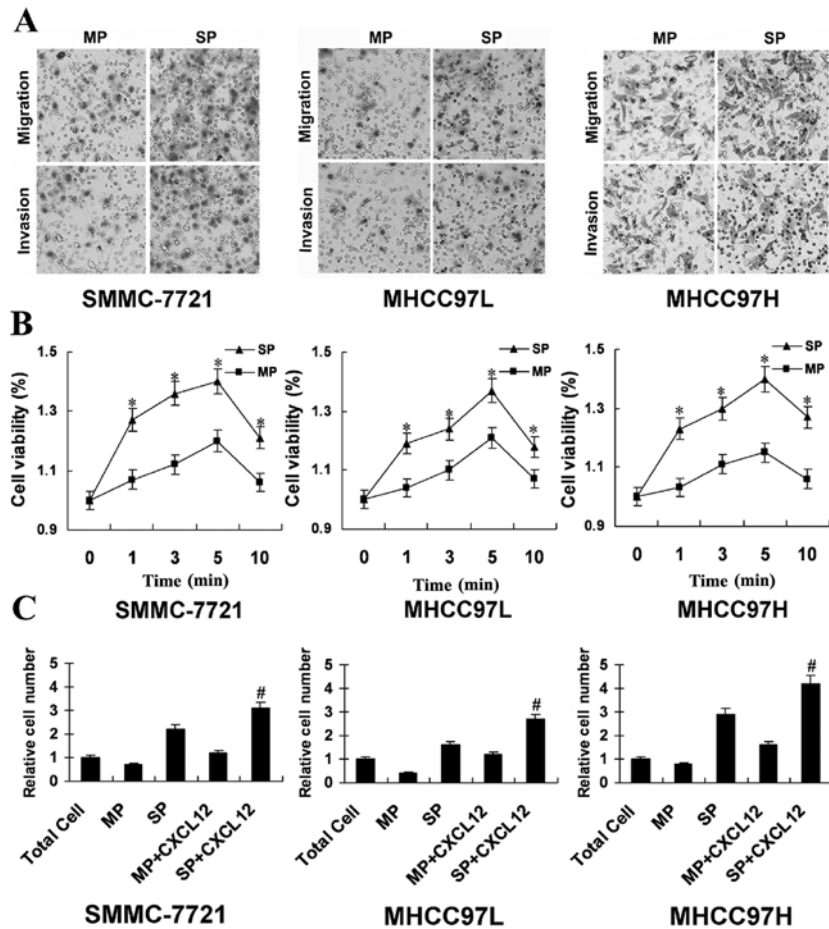 A
MP SP MP SP MP SP
Migration Migration Migration
Invasion Invasion Invasion
SMMC-7721 MHCC97L MHCC97H
B
Cell viability (%)
1.5
1.3
1.1
0.9
SP
MP
* * * *
0 1 3 5 10
Time (min)
SMMC-7721
Cell viability (%)
1.5
1.3
1.1
0.9
SP
MP
* * * *
0 1 3 5 10
Time (min)
MHCC97L
Cell viability (%)
1.5
1.3
1.1
0.9
SP
MP
* * * *
0 1 3 5 10
Time (min)
MHCC97H
C
Relative cell number
5
4
3
2
1
0
#
Total Cell MP SP MP+CXCL12 SP+CXCL12
SMMC-7721
Relative cell number
5
4
3
2
1
0
#
Total Cell MP SP MP+CXCL12 SP+CXCL12
MHCC97L
Relative cell number
5
4
3
2
1
0
#
Total Cell MP SP MP+CXCL12 SP+CXCL12
MHCC97H